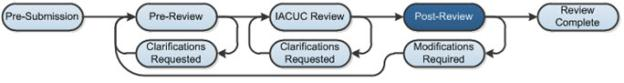 Pre-Submission
Pre-Review
IACUC Review
Post-Review
Review
Complete
Clarifications
Requested
Clarifications
Requested
Modifications
Required